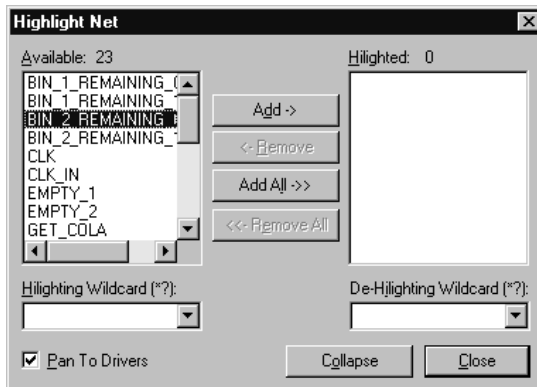 Highlight Net
Available: 23
Hilighted: 0
BIN_1_REMAINING_
BIN_1_REMAINING_
BIN_2_REMAINING_
BIN_2_REMAINING_
CLK
CLK_IN
EMPTY_1
EMPTY_2
GET_COLA
Add ->
<- Remove
Add All ->>
<<- Remove All
Hilighting Wildcard (*?):
De-Hilighting Wildcard (*?):
Pan To Drivers
Collapse
Close